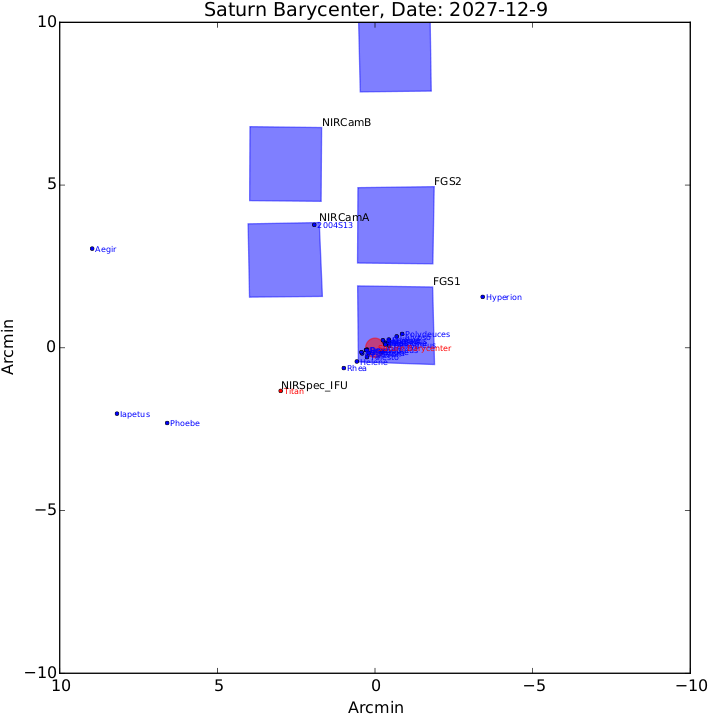 Saturn Barycenter, Date: 2027-12-9
10
NIRCamB
5
FGS2
NIRCamA
2004S13
Aegir
FGS1
Hyperion
Polydeuces
0
Helene
Rhea
NIRSpec_IFU
Titan
Iapetus
Phoebe
−5
−10
10
5
0
−5
−10
Arcmin
Arcmin